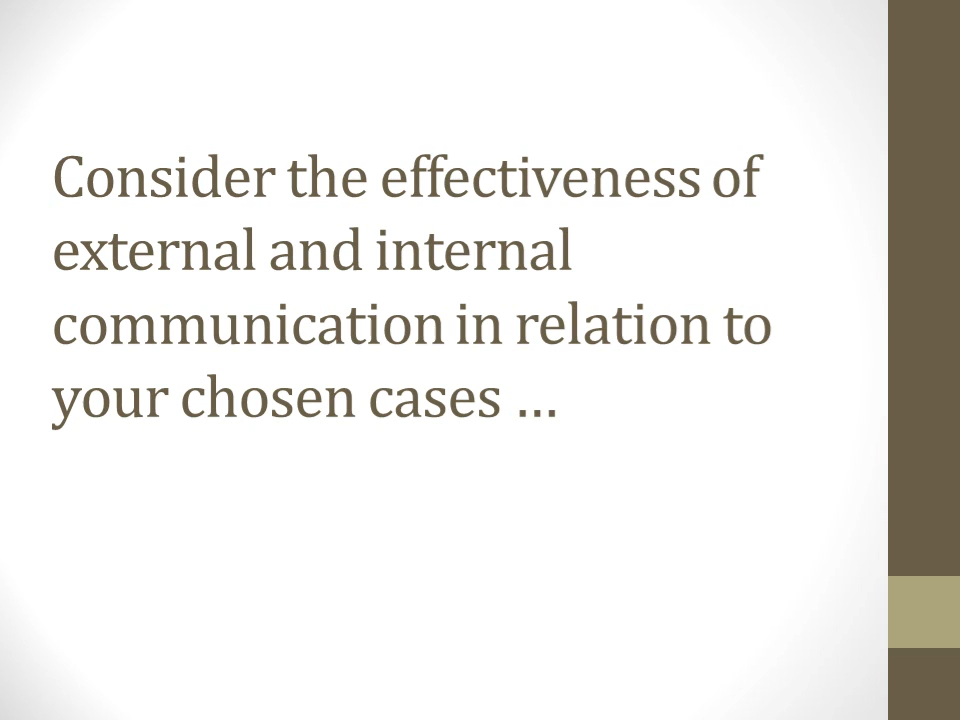 Consider the effectiveness of
external and internal
communication in relation to
your chosen cases …